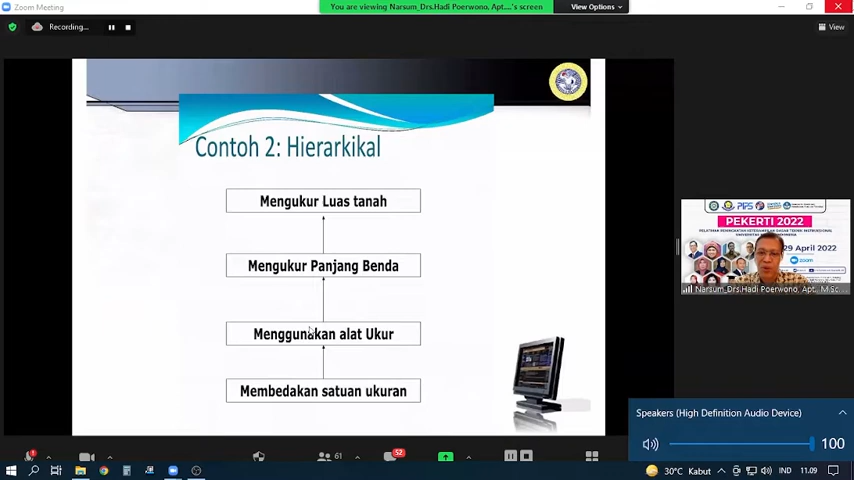 Zoom Meeting
You are viewing Narsum_Drs.Hadi Poerwono, Apt....'s screen
View Options
Recording...
View
Contoh 2: Hierarkikal
Mengukur Luas tanah
Mengukur Panjang Benda
Menggunakan alat Ukur
Membedakan satuan ukuran
PEKERTI 2022
29 April 2022
zoom
Narsum_Drs.Hadi Poerwono, Apt., M.Sc...
Speakers (High Definition Audio Device)
100
61
52
30°C Kabut
IND
11.09